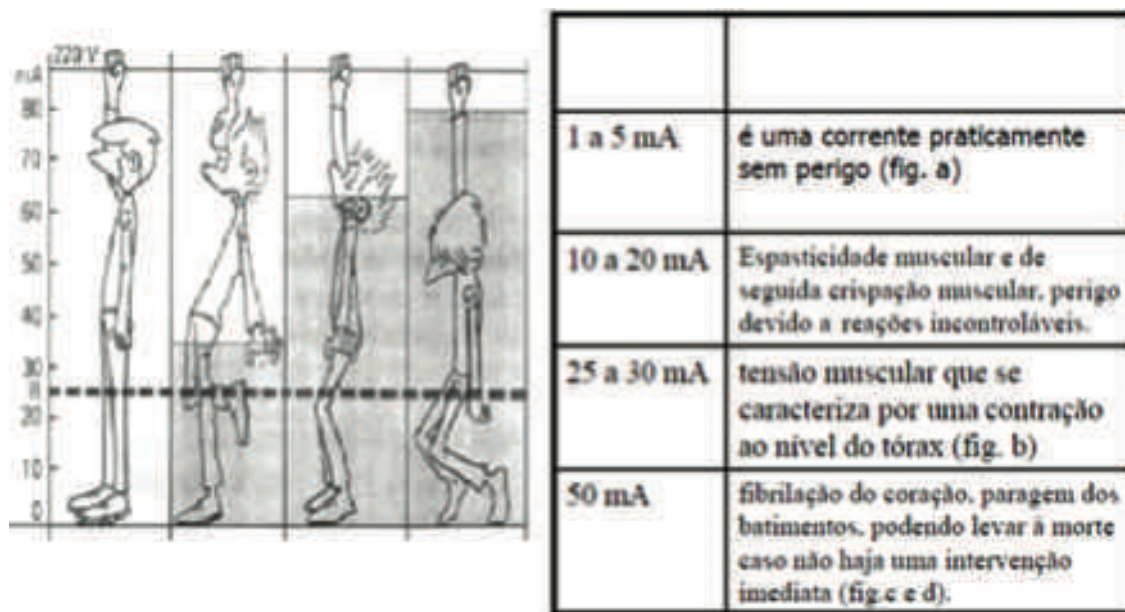 220 V
mA
80
70
60
50
40
30
20
10
0
1 a 5 mA
é uma corrente praticamente
sem perigo (fig. a)
10 a 20 mA
Espasticidade muscular e de
seguida crispação muscular, perigo
devido a reações incontroláveis.
25 a 30 mA
tensão muscular que se
caracteriza por uma contração
ao nível do tórax (fig. b)
50 mA
fibrilação do coração, paragem dos
batimentos, podendo levar à morte
caso não haja uma intervenção
imediata (fig.c e d).